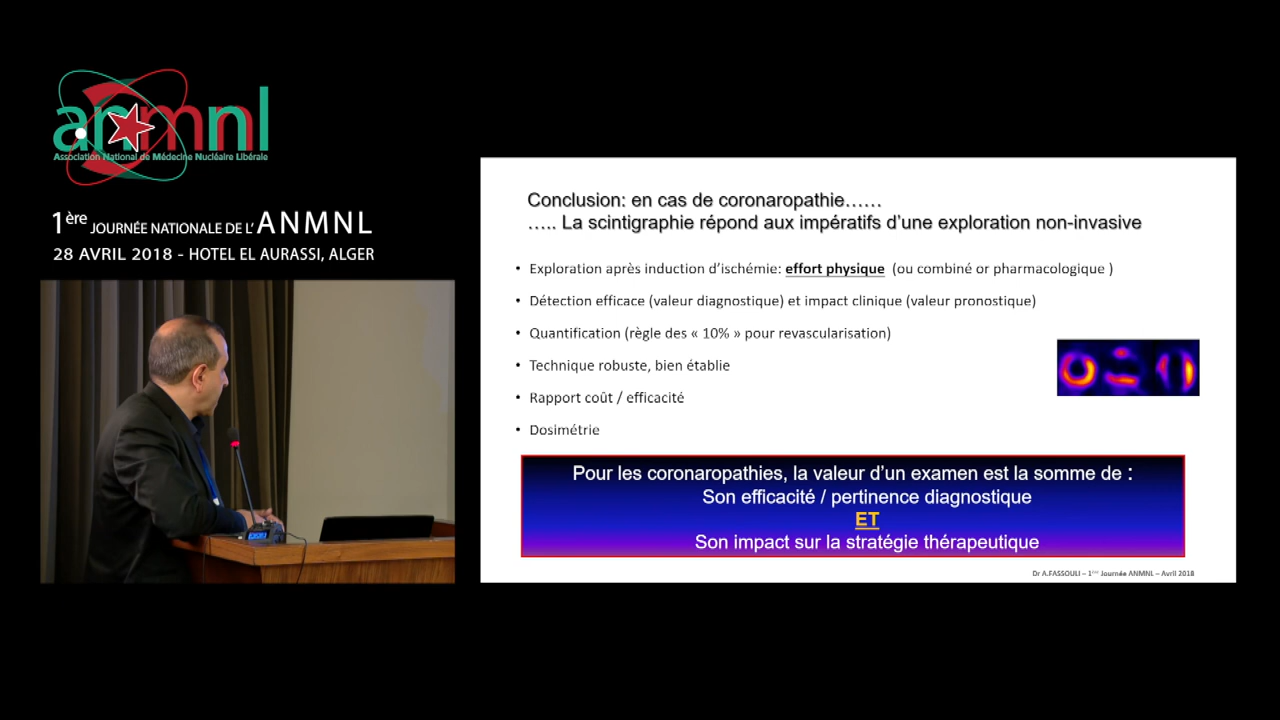 anmnl
Association National de Médecine Nucléaire Libérale
1ère JOURNÉE NATIONALE DE L' ANMNL
28 AVRIL 2018 - HOTEL EL AURASSI, ALGER
Conclusion: en cas de coronaropathie……
….. La scintigraphie répond aux impératifs d’une exploration non-invasive
• Exploration après induction d’ischémie: effort physique (ou combiné or pharmacologique )
• Détection efficace (valeur diagnostique) et impact clinique (valeur pronostique)
• Quantification (règle des « 10% » pour revascularisation)
• Technique robuste, bien établie
• Rapport coût / efficacité
• Dosimétrie
Pour les coronaropathies, la valeur d’un examen est la somme de :
Son efficacité / pertinence diagnostique
ET
Son impact sur la stratégie thérapeutique
Dr A.FASSOULI – 1ère Journée ANMNL – Avril 2018